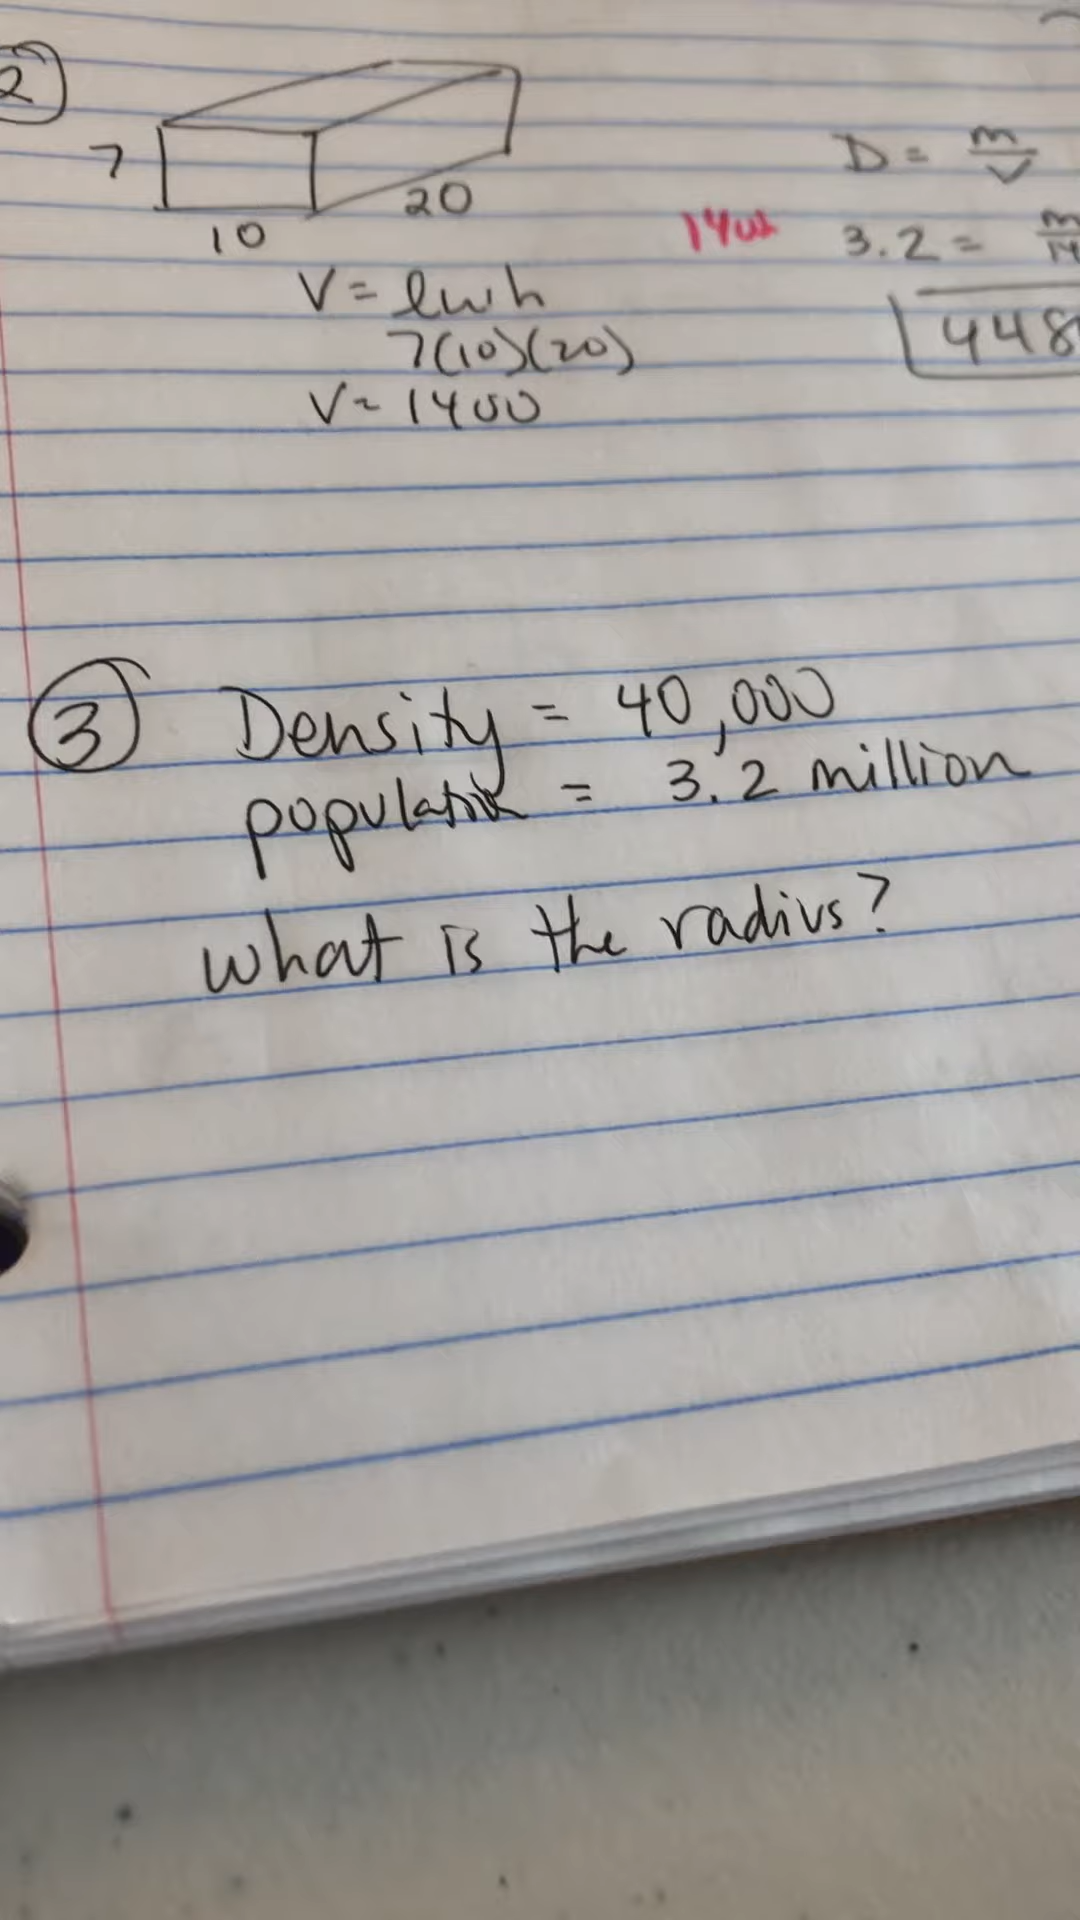 2
7
10
20
V = lwh
7(10)(20)
V = 1400
D = m/V
3.2 = m/14
448
3 Density = 40,000
population = 3.2 million
what is the radius?